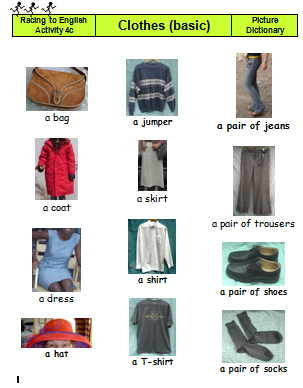 Racing to English
Activity 4c
Clothes (basic)
Picture
Dictionary
a bag
a jumper
a pair of jeans
a coat
a skirt
a pair of trousers
a dress
a shirt
a pair of shoes
a hat
a T-shirt
a pair of socks